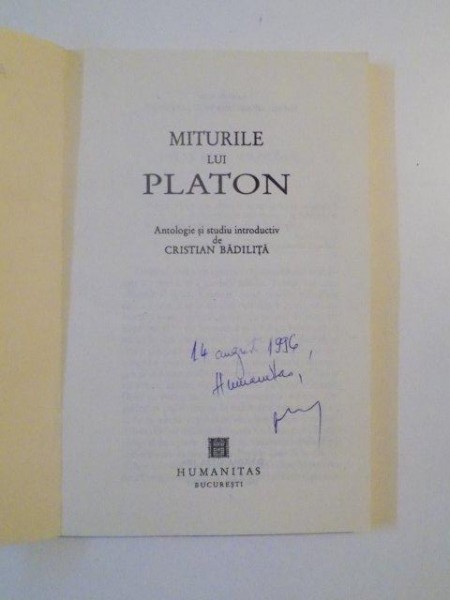 MITURILE
LUI
PLATON
Antologie și studiu introductiv
de
CRISTIAN BĂDILIȚĂ
14 august 1996,
Humanitas,
HUMANITAS
BUCUREȘTI